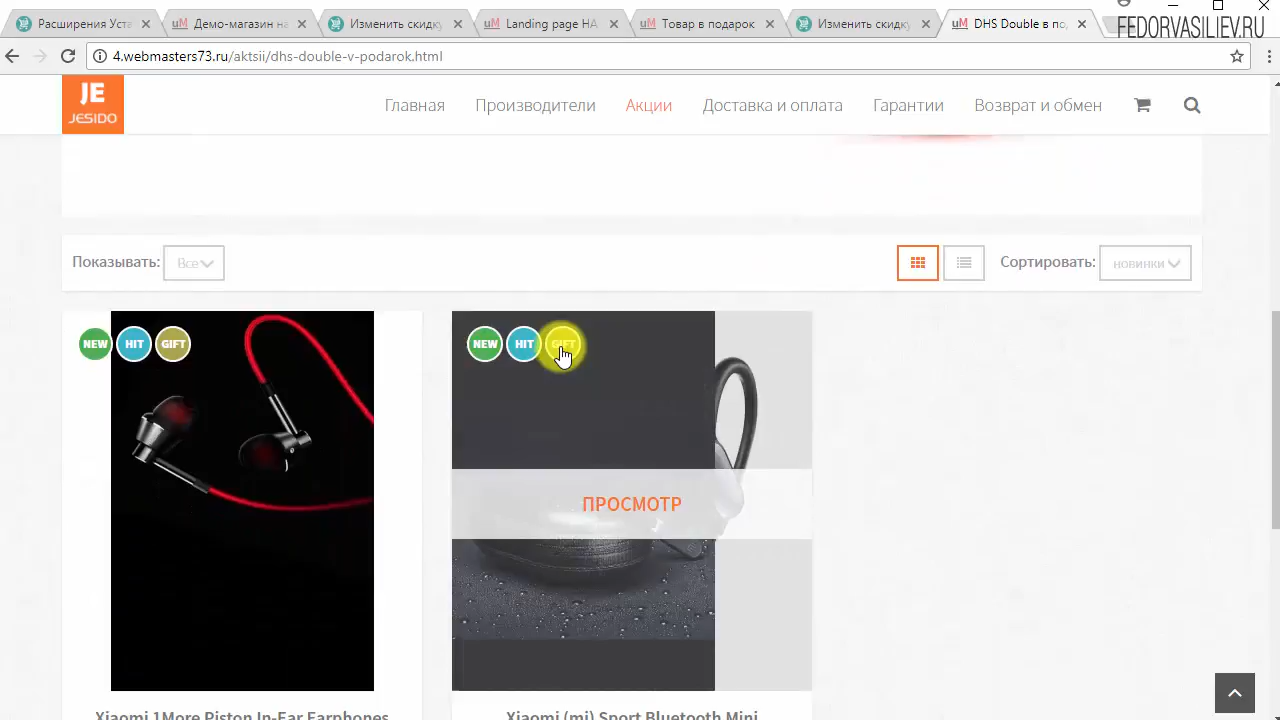 Расширения Уста
Демо-магазин на
Изменить скидку
Landing page HA
Товар в подарок
Изменить скидку
DHS Double в по
FEDORVASILIEV.RU
4.webmasters73.ru/aktsii/dhs-double-v-podarok.html
JE
JESIDO
Главная
Производители
Акции
Доставка и оплата
Гарантии
Возврат и обмен
Показывать:
Все
Сортировать:
новинки
NEW
HIT
GIFT
NEW
HIT
GIFT
ПРОСМОТР
Xiaomi 1More Piston In-Ear Earphones
Xiaomi (mi) Sport Bluetooth Mini